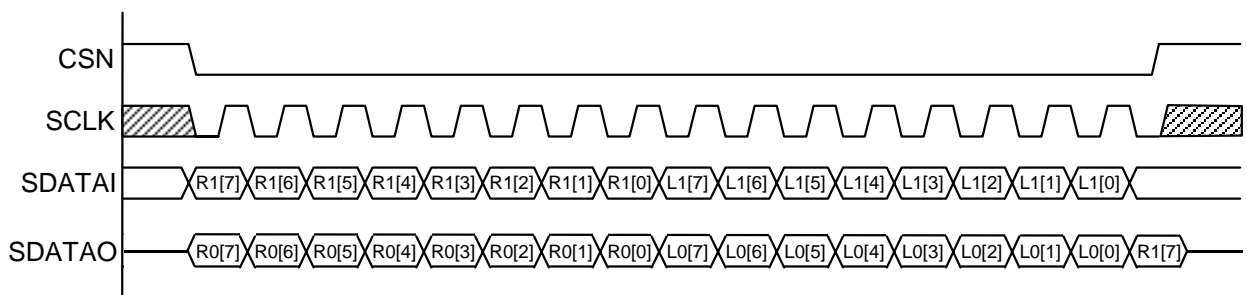 CSN
SCLK
SDATAI R1[7] R1[6] R1[5] R1[4] R1[3] R1[2] R1[1] R1[0] L1[7] L1[6] L1[5] L1[4] L1[3] L1[2] L1[1] L1[0]
SDATAO R0[7] R0[6] R0[5] R0[4] R0[3] R0[2] R0[1] R0[0] L0[7] L0[6] L0[5] L0[4] L0[3] L0[2] L0[1] L0[0] R1[7]